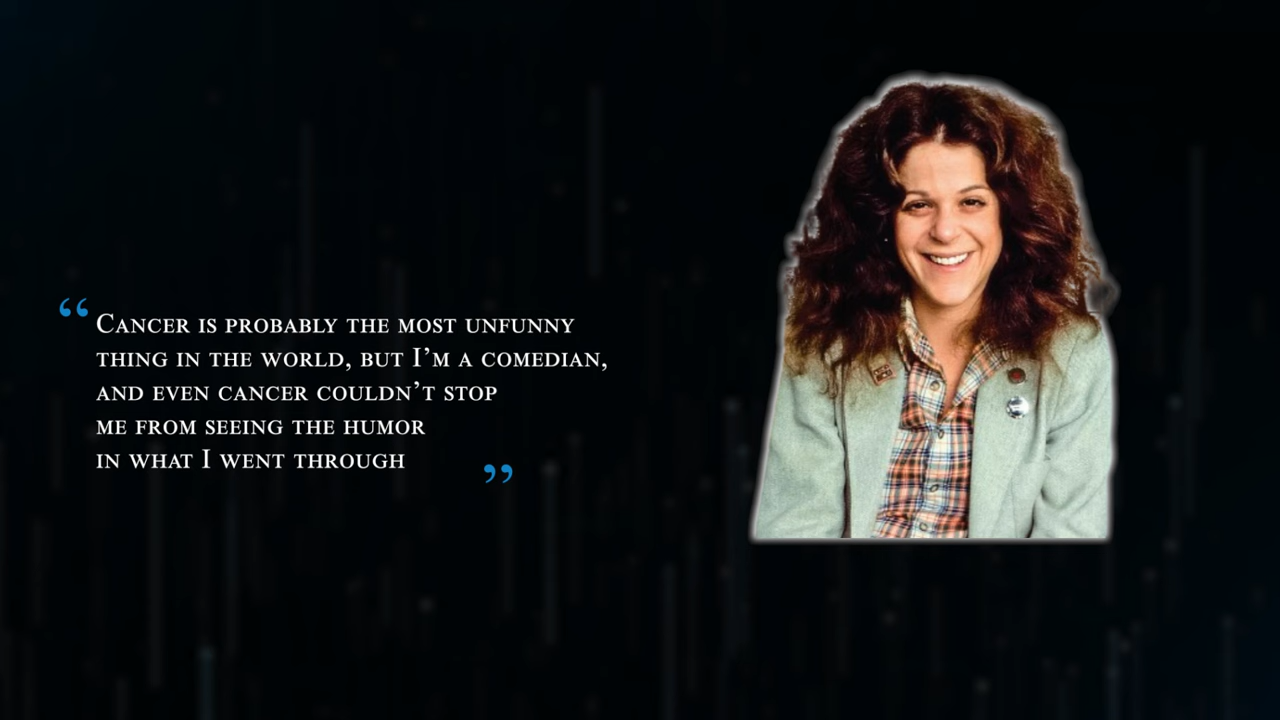 “Cancer is probably the most unfunny
thing in the world, but I’m a comedian,
and even cancer couldn’t stop
me from seeing the humor
in what I went through”